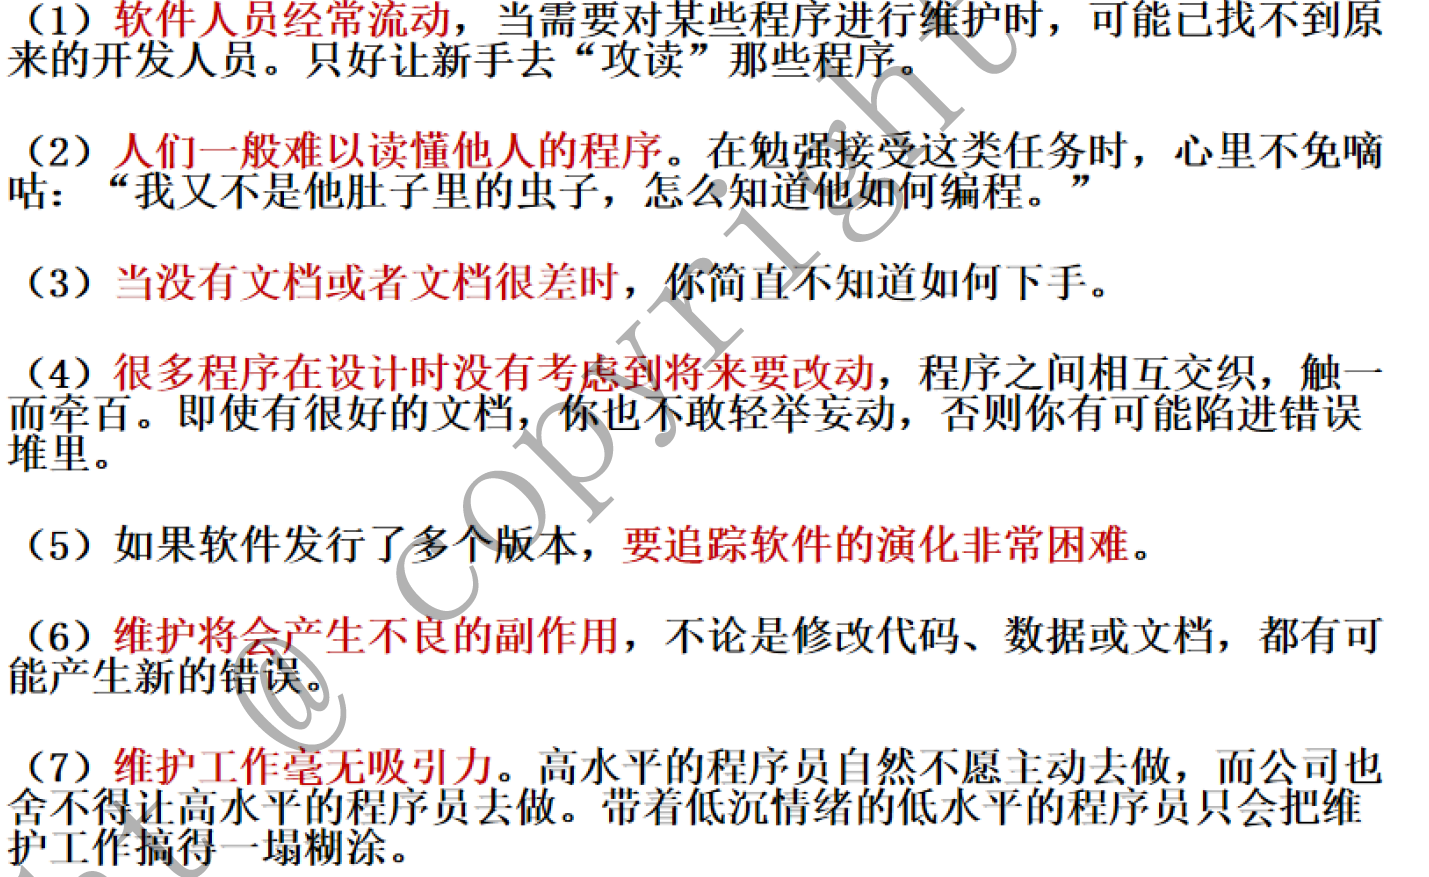 （1）软件人员经常流动，当需要对某些程序进行维护时，可能已找不到原
来的开发人员。只好让新手去“攻读”那些程序。
（2）人们一般难以读懂他人的程序。在勉强接受这类任务时，心里不免嘀
咕：“我又不是他肚子里的虫子，怎么知道他如何编程。”
（3）当没有文档或者文档很差时，你简直不知道如何下手。
（4）很多程序在设计时没有考虑到将来要改动，程序之间相互交织，触一
而牵百。即使有很好的文档，你也不敢轻举妄动，否则你有可能陷进错误
堆里。
（5）如果软件发行了多个版本，要追踪软件的演化非常困难。
（6）维护将会产生不良的副作用，不论是修改代码、数据或文档，都有可
能产生新的错误。
（7）维护工作毫无吸引力。高水平的程序员自然不愿主动去做，而公司也
舍不得让高水平的程序员去做。带着低沉情绪的低水平的程序员只会把维
护工作搞得一塌糊涂。
@ copyright